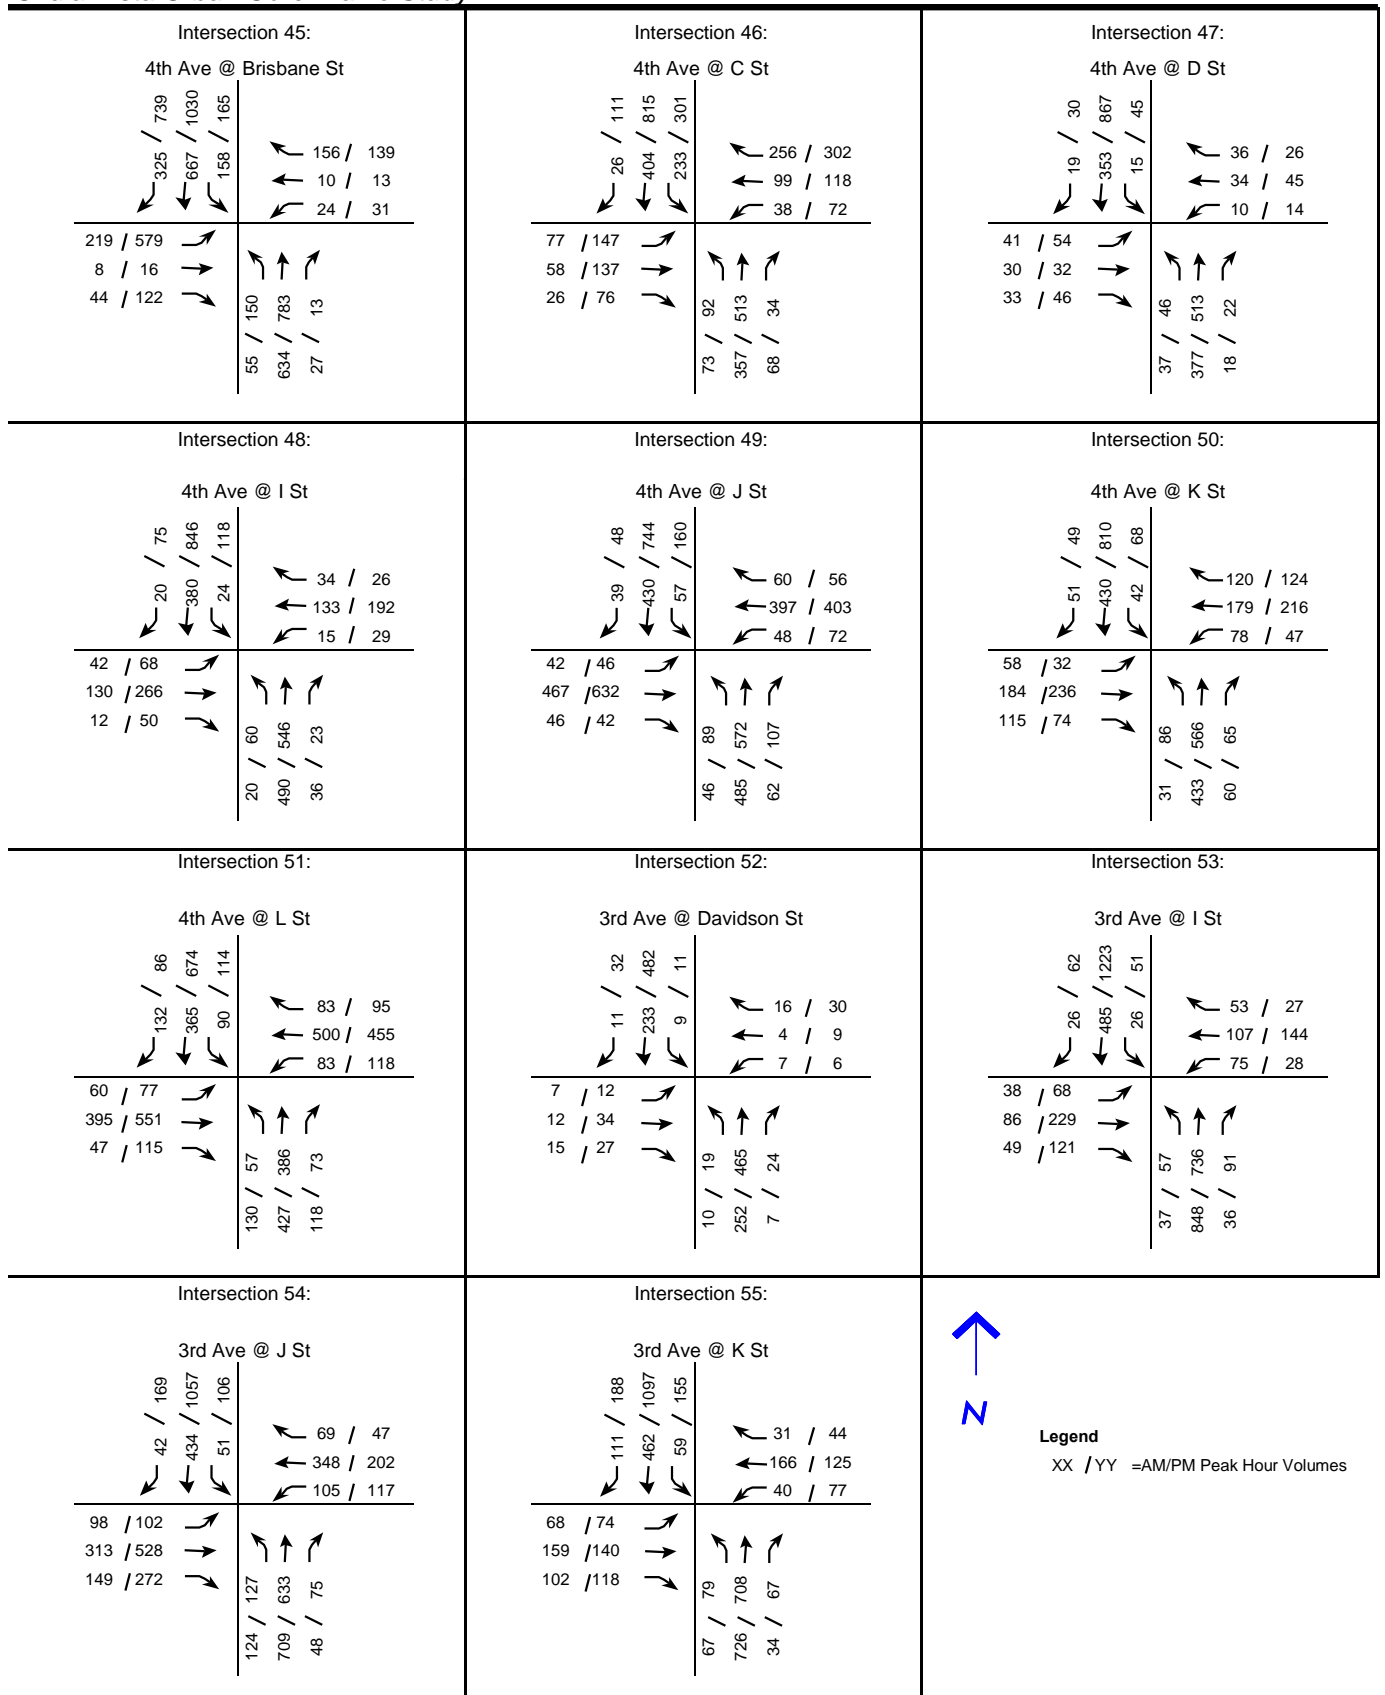 Intersection 45:
4th Ave @ Brisbane St
325 / 739
667 / 1030
158 / 165
156 / 139
10 / 13
24 / 31
219 / 579
8 / 16
44 / 122
55 / 150
634 / 783
27 / 13
Intersection 46:
4th Ave @ C St
26 / 111
404 / 815
233 / 301
256 / 302
99 / 118
38 / 72
77 / 147
58 / 137
26 / 76
73 / 92
357 / 513
68 / 34
Intersection 47:
4th Ave @ D St
19 / 30
353 / 867
15 / 45
36 / 26
34 / 45
10 / 14
41 / 54
30 / 32
33 / 46
37 / 46
377 / 513
18 / 22
Intersection 48:
4th Ave @ I St
20 / 75
380 / 846
24 / 118
34 / 26
133 / 192
15 / 29
42 / 68
130 / 266
12 / 50
20 / 60
490 / 546
36 / 23
Intersection 49:
4th Ave @ J St
39 / 48
430 / 744
57 / 160
60 / 56
397 / 403
48 / 72
42 / 46
467 / 632
46 / 42
46 / 89
485 / 572
62 / 107
Intersection 50:
4th Ave @ K St
51 / 49
430 / 810
42 / 68
120 / 124
179 / 216
78 / 47
58 / 32
184 / 236
115 / 74
31 / 86
433 / 566
60 / 65
Intersection 51:
4th Ave @ L St
132 / 86
365 / 674
90 / 114
83 / 95
500 / 455
83 / 118
60 / 77
395 / 551
47 / 115
130 / 57
427 / 386
118 / 73
Intersection 52:
3rd Ave @ Davidson St
11 / 32
233 / 482
9 / 11
16 / 30
4 / 9
7 / 6
7 / 12
12 / 34
15 / 27
10 / 19
252 / 465
7 / 24
Intersection 53:
3rd Ave @ I St
26 / 62
485 / 1223
26 / 51
53 / 27
107 / 144
75 / 28
38 / 68
86 / 229
49 / 121
37 / 57
848 / 736
36 / 91
Intersection 54:
3rd Ave @ J St
42 / 169
434 / 1057
51 / 106
69 / 47
348 / 202
105 / 117
98 / 102
313 / 528
149 / 272
124 / 127
709 / 633
48 / 75
Intersection 55:
3rd Ave @ K St
111 / 188
462 / 1097
59 / 155
31 / 44
166 / 125
40 / 77
68 / 74
159 / 140
102 / 118
67 / 79
726 / 708
34 / 67
N
Legend
XX / YY =AM/PM Peak Hour Volumes